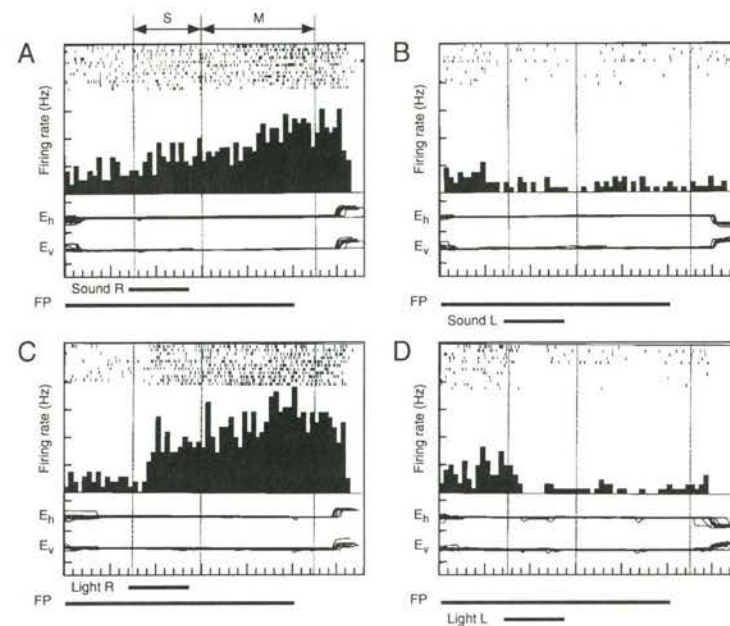 S M
A
Firing rate (Hz)
Eh
Ev
Sound R
FP
B
Firing rate (Hz)
Eh
Ev
Sound L
FP
C
Firing rate (Hz)
Eh
Ev
Light R
FP
D
Firing rate (Hz)
Eh
Ev
Light L
FP